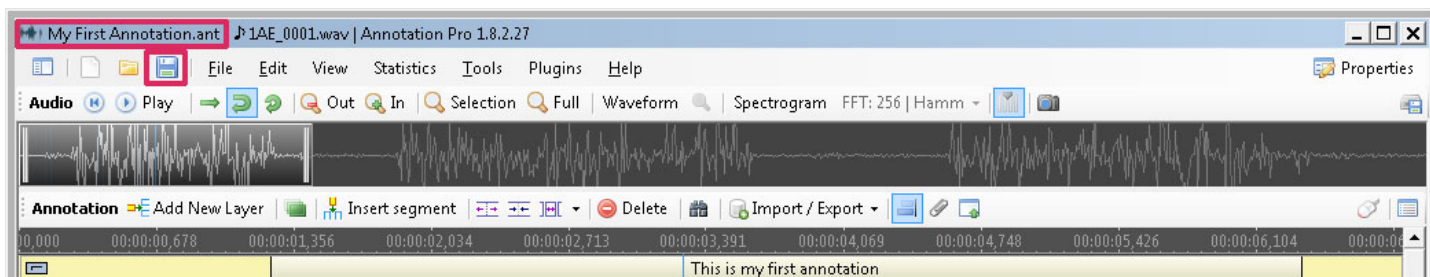 My First Annotation.ant 1AE_0001.wav | Annotation Pro 1.8.2.27
File Edit View Statistics Tools Plugins Help Properties
Audio Play Out In Selection Full Waveform Spectrogram FFT: 256 | Hamm
Annotation Add New Layer Insert segment Delete Import / Export
00:00:00,678 00:00:01,356 00:00:02,034 00:00:02,713 00:00:03,391 00:00:04,069 00:00:04,748 00:00:05,426 00:00:06,104
This is my first annotation